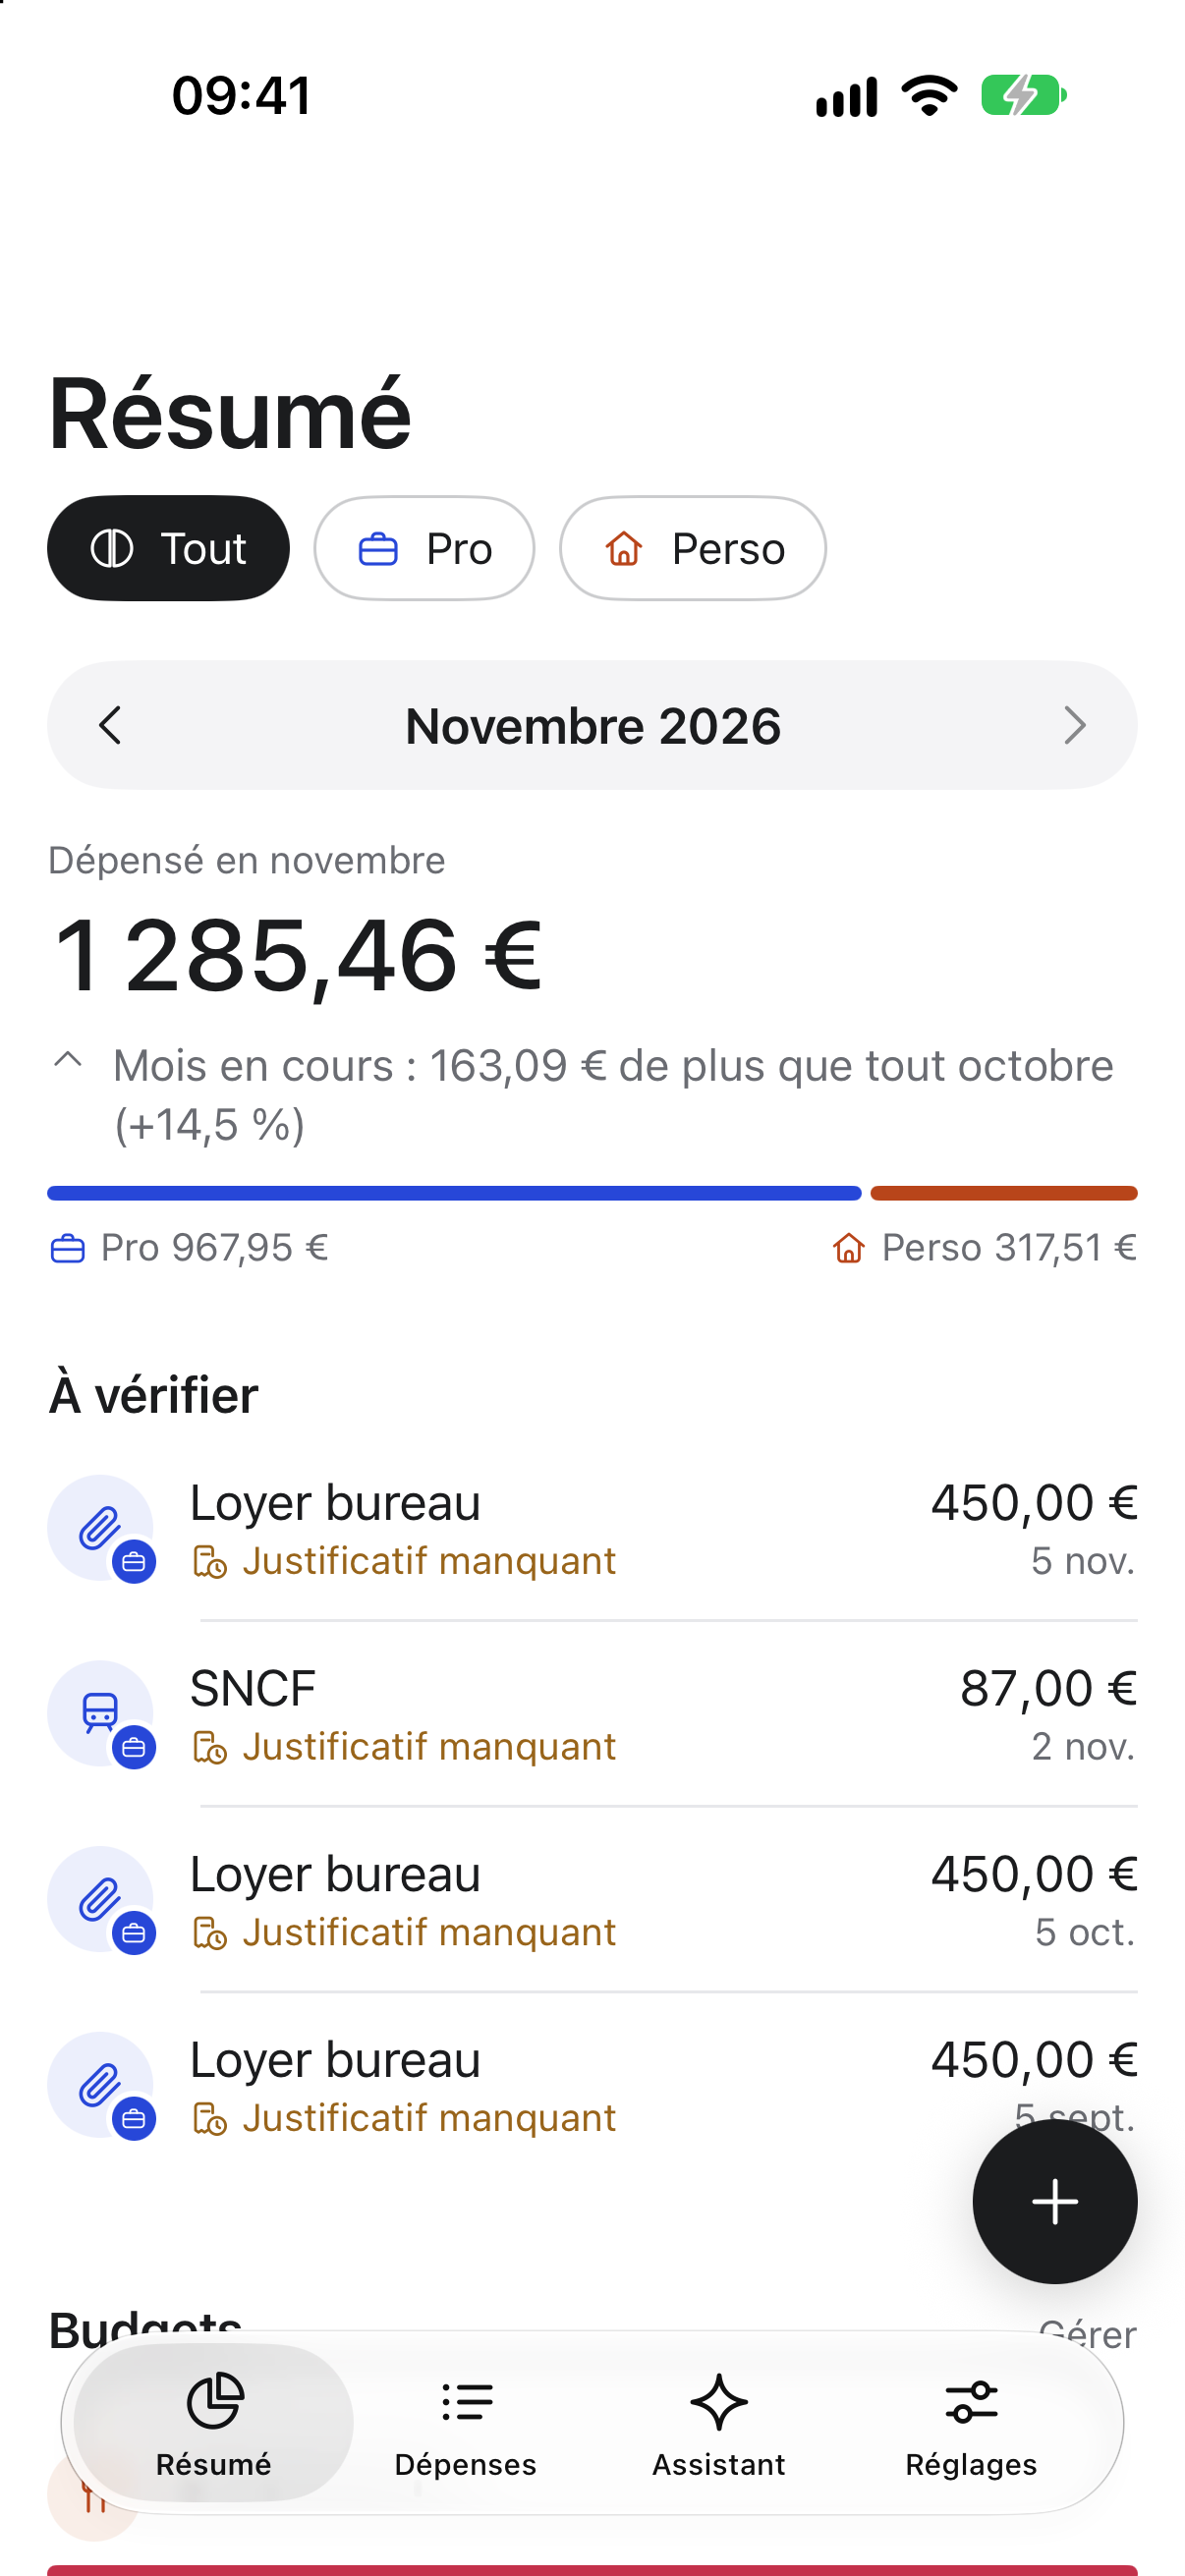 09:41
Résumé
Tout
Pro
Perso
Novembre 2026
Dépensé en novembre
1 285,46 €
Mois en cours : 163,09 € de plus que tout octobre
(+14,5 %)
Pro 967,95 €
Perso 317,51 €
À vérifier
Loyer bureau
450,00 €
Justificatif manquant
5 nov.
SNCF
87,00 €
Justificatif manquant
2 nov.
Loyer bureau
450,00 €
Justificatif manquant
5 oct.
Loyer bureau
450,00 €
Justificatif manquant
5 sept.
Budgets
Gérer
Résumé
Dépenses
Assistant
Réglages